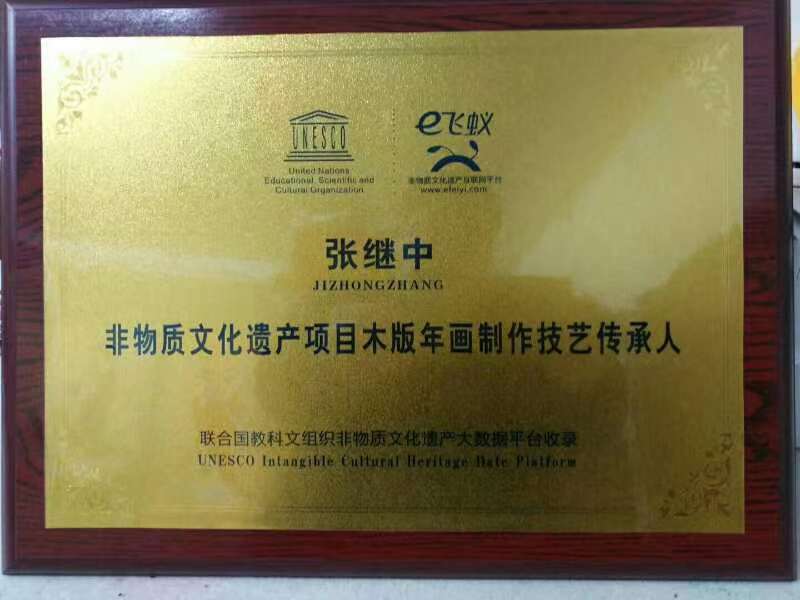 UNESCO
United Nations
Educational, Scientific and
Cultural Organization
e飞蚁
非物质文化遗产互联网平台
www.efeiyi.com
张继中
JIZHONGZHANG
非物质文化遗产项目木版年画制作技艺传承人
联合国教科文组织非物质文化遗产大数据平台收录
UNESCO Intangible Cultural Heritage Date Platform